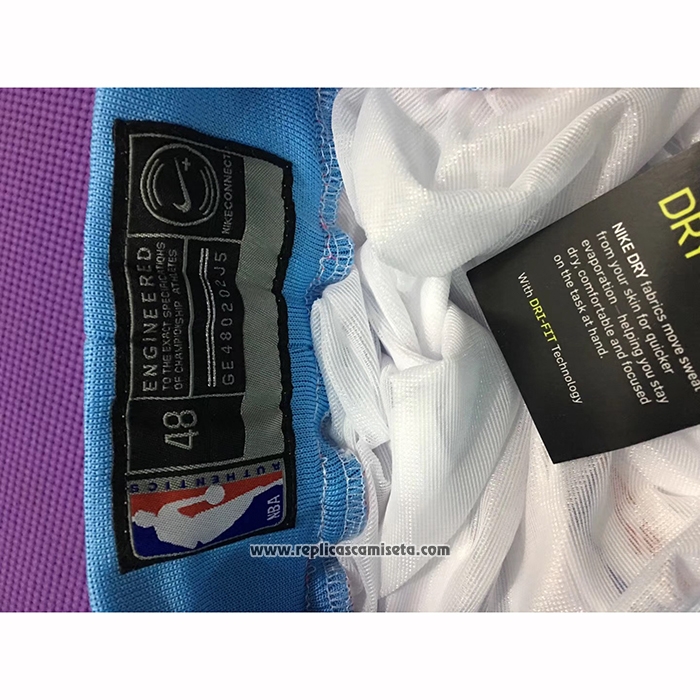 NIKECONNECT
ENGINEERED
TO THE EXACT SPECIFICATIONS
OF CHAMPIONSHIP ATHLETES
GE480202J5
48
AUTHENTICS
NBA
DRY
NIKE DRY fabrics move sweat
from your skin for quicker
evaporation – helping you stay
dry, comfortable and focused
on the task at hand.
With DRI-FIT Technology
www.replicascamiseta.com